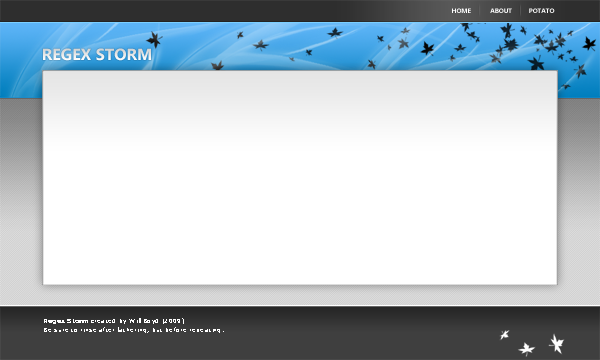 HOME ABOUT POTATO
REGEX STORM
Regex Storm created by Will Boyd (2009)
Be sure to rinse after lathering, but before repeating.